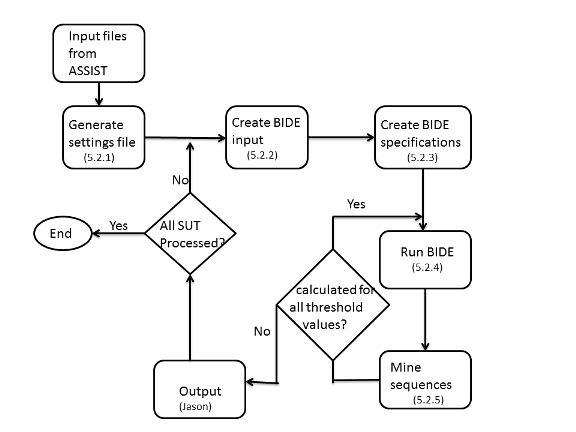 Input files
from
ASSIST
Generate
settings file
(5.2.1)
Create BIDE
input
(5.2.2)
Create BIDE
specifications
(5.2.3)
No
Yes
End
Yes
All SUT
Processed?
Run BIDE
(5.2.4)
calculated for
all threshold
values?
No
Output
(Jason)
Mine
sequences
(5.2.5)